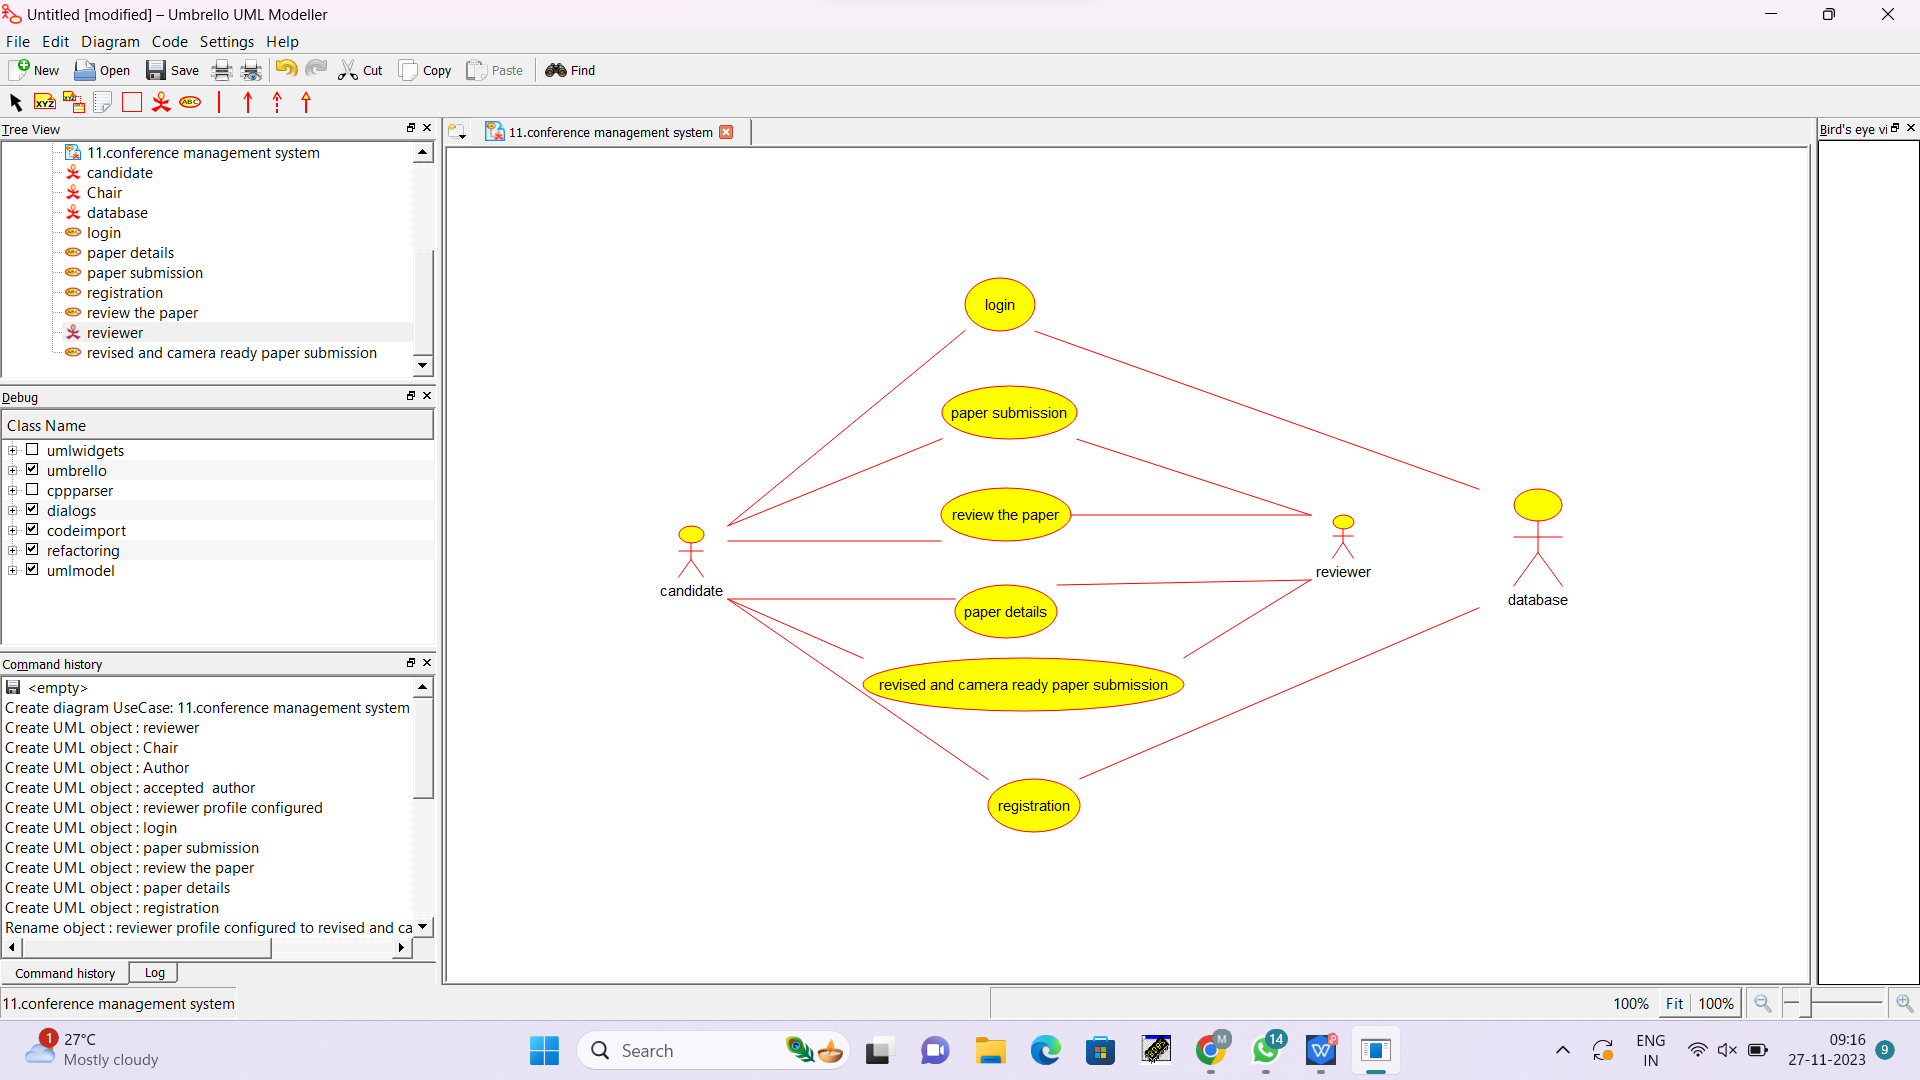 Untitled [modified] – Umbrello UML Modeller
File Edit Diagram Code Settings Help
New Open Save Cut Copy Paste Find
XYZ XYZ ABC
Tree View
11.conference management system
candidate
Chair
database
login
paper details
paper submission
registration
review the paper
reviewer
revised and camera ready paper submission
Debug
Class Name
umlwidgets
umbrello
cppparser
dialogs
codeimport
refactoring
umlmodel
Command history
<empty>
Create diagram UseCase: 11.conference management system
Create UML object : reviewer
Create UML object : Chair
Create UML object : Author
Create UML object : accepted  author
Create UML object : reviewer profile configured
Create UML object : login
Create UML object : paper submission
Create UML object : review the paper
Create UML object : paper details
Create UML object : registration
Rename object : reviewer profile configured to revised and ca
Command history Log
11.conference management system
login
paper submission
review the paper
paper details
revised and camera ready paper submission
registration
candidate
reviewer
database
Bird's eye vi
11.conference management system
100% Fit 100%
1
27°C
Mostly cloudy
Search
M
14
ENG
IN
09:16
27-11-2023
9